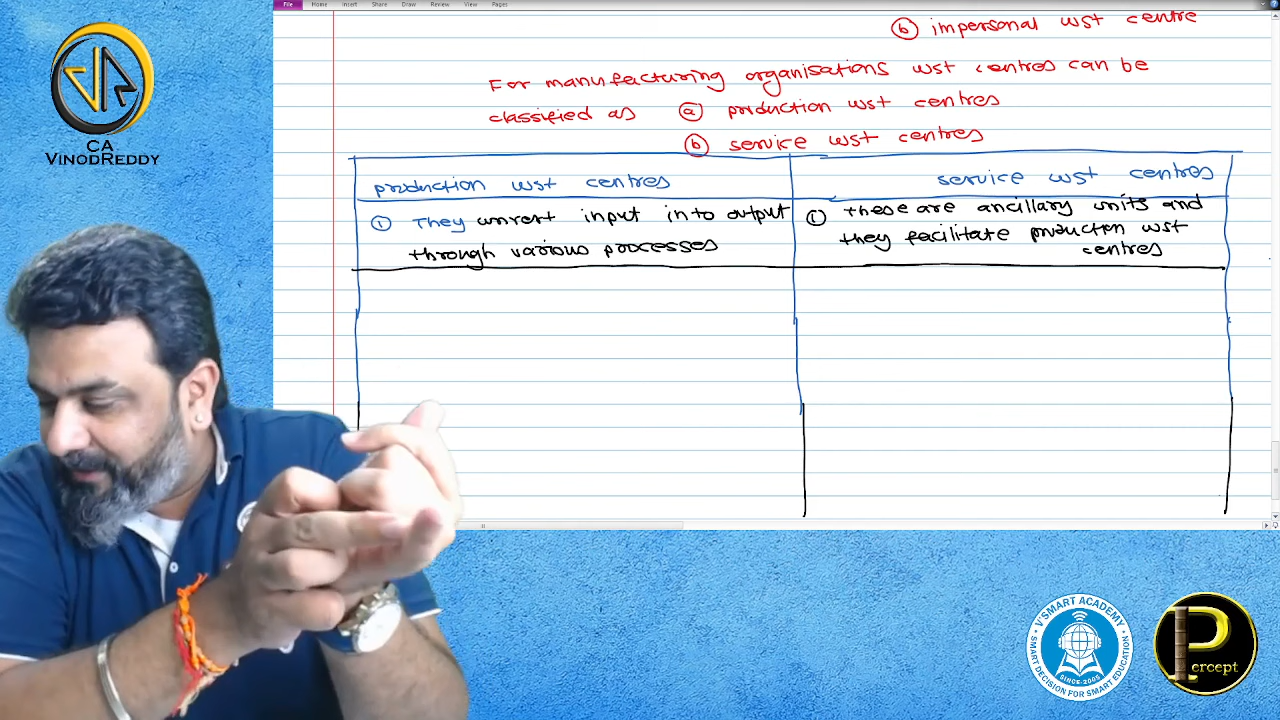 File Home Insert Share Draw Review View Pages
ⓑ impersonal cost centre
For manufacturing organisations cost centres can be
classified as ⓐ production cost centres
ⓑ service cost centres
production cost centres
service cost centres
① They convert input into output
through various processes
① These are ancillary units and
they facilitate production cost
centres
CA
VINODREDDY
V'SMART ACADEMY
SINCE-2005
SMART DECISION FOR SMART EDUCATION
Percept